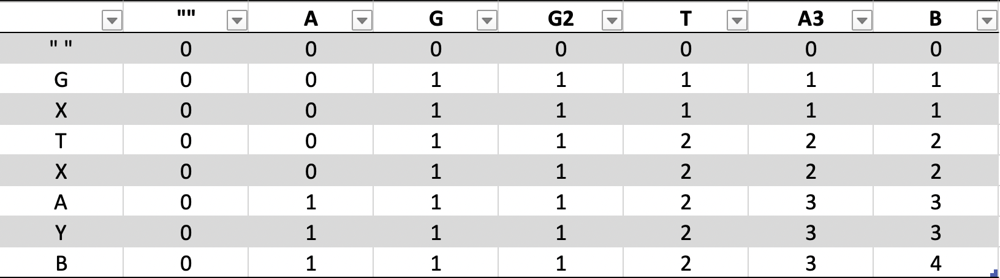 "" A G G2 T A3 B
" " 0 0 0 0 0 0 0
G 0 0 1 1 1 1 1
X 0 0 1 1 1 1 1
T 0 0 1 1 2 2 2
X 0 0 1 1 2 2 2
A 0 1 1 1 2 3 3
Y 0 1 1 1 2 3 3
B 0 1 1 1 2 3 4